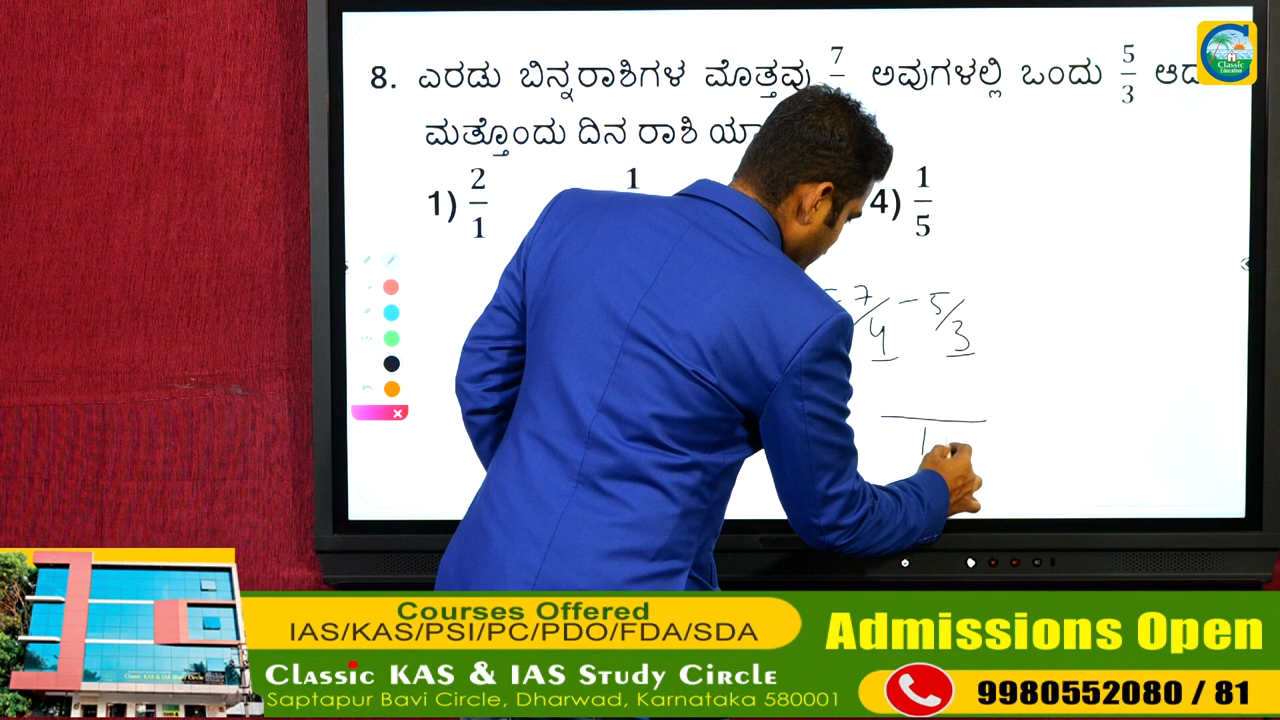 8. ಎರಡು ಬಿನ್ನರಾಶಿಗಳ ಮೊತ್ತವು 7/ ಅವುಗಳಲ್ಲಿ ಒಂದು 5/3
ಮತ್ತೊಂದು ದಿನ ರಾಶಿ
1) 2/1 1 4) 1/5
7/4 - 5/3
1
Classic
Education
Courses Offered
IAS/KAS/PSI/PC/PDO/FDA/SDA
Classic KAS & IAS Study Circle
Saptapur Bavi Circle, Dharwad, Karnataka 580001
Admissions Open
9980552080 / 81